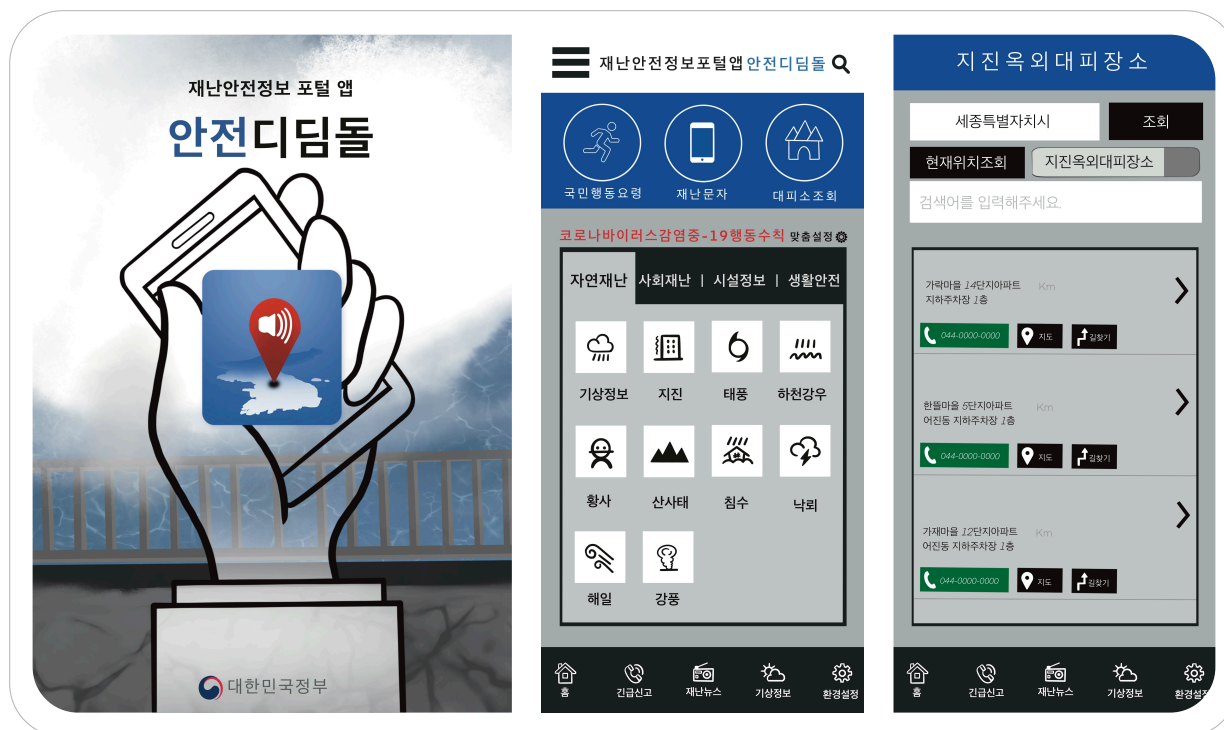 재난안전정보 포털 앱
안전디딤돌
대한민국정부
재난안전정보포털앱안전디딤돌
국민행동요령 재난문자 대피소조회
코로나바이러스감염증-19행동수칙 맞춤설정
자연재난 사회재난 | 시설정보 | 생활안전
기상정보 지진 태풍 하천강우
황사 산사태 침수 낙뢰
해일 강풍
홈 긴급신고 재난뉴스 기상정보 환경설정
지진옥외대피장소
세종특별자치시 조회
현재위치조회 지진옥외대피장소
검색어를 입력해주세요.
가락마을 14단지아파트 Km
지하주차장 1층
044-0000-0000 지도 길찾기
한뜰마을 5단지아파트 Km
어진동 지하주차장 1층
044-0000-0000 지도 길찾기
가재마을 12단지아파트 Km
어진동 지하주차장 1층
044-0000-0000 지도 길찾기
홈 긴급신고 재난뉴스 기상정보 환경설정